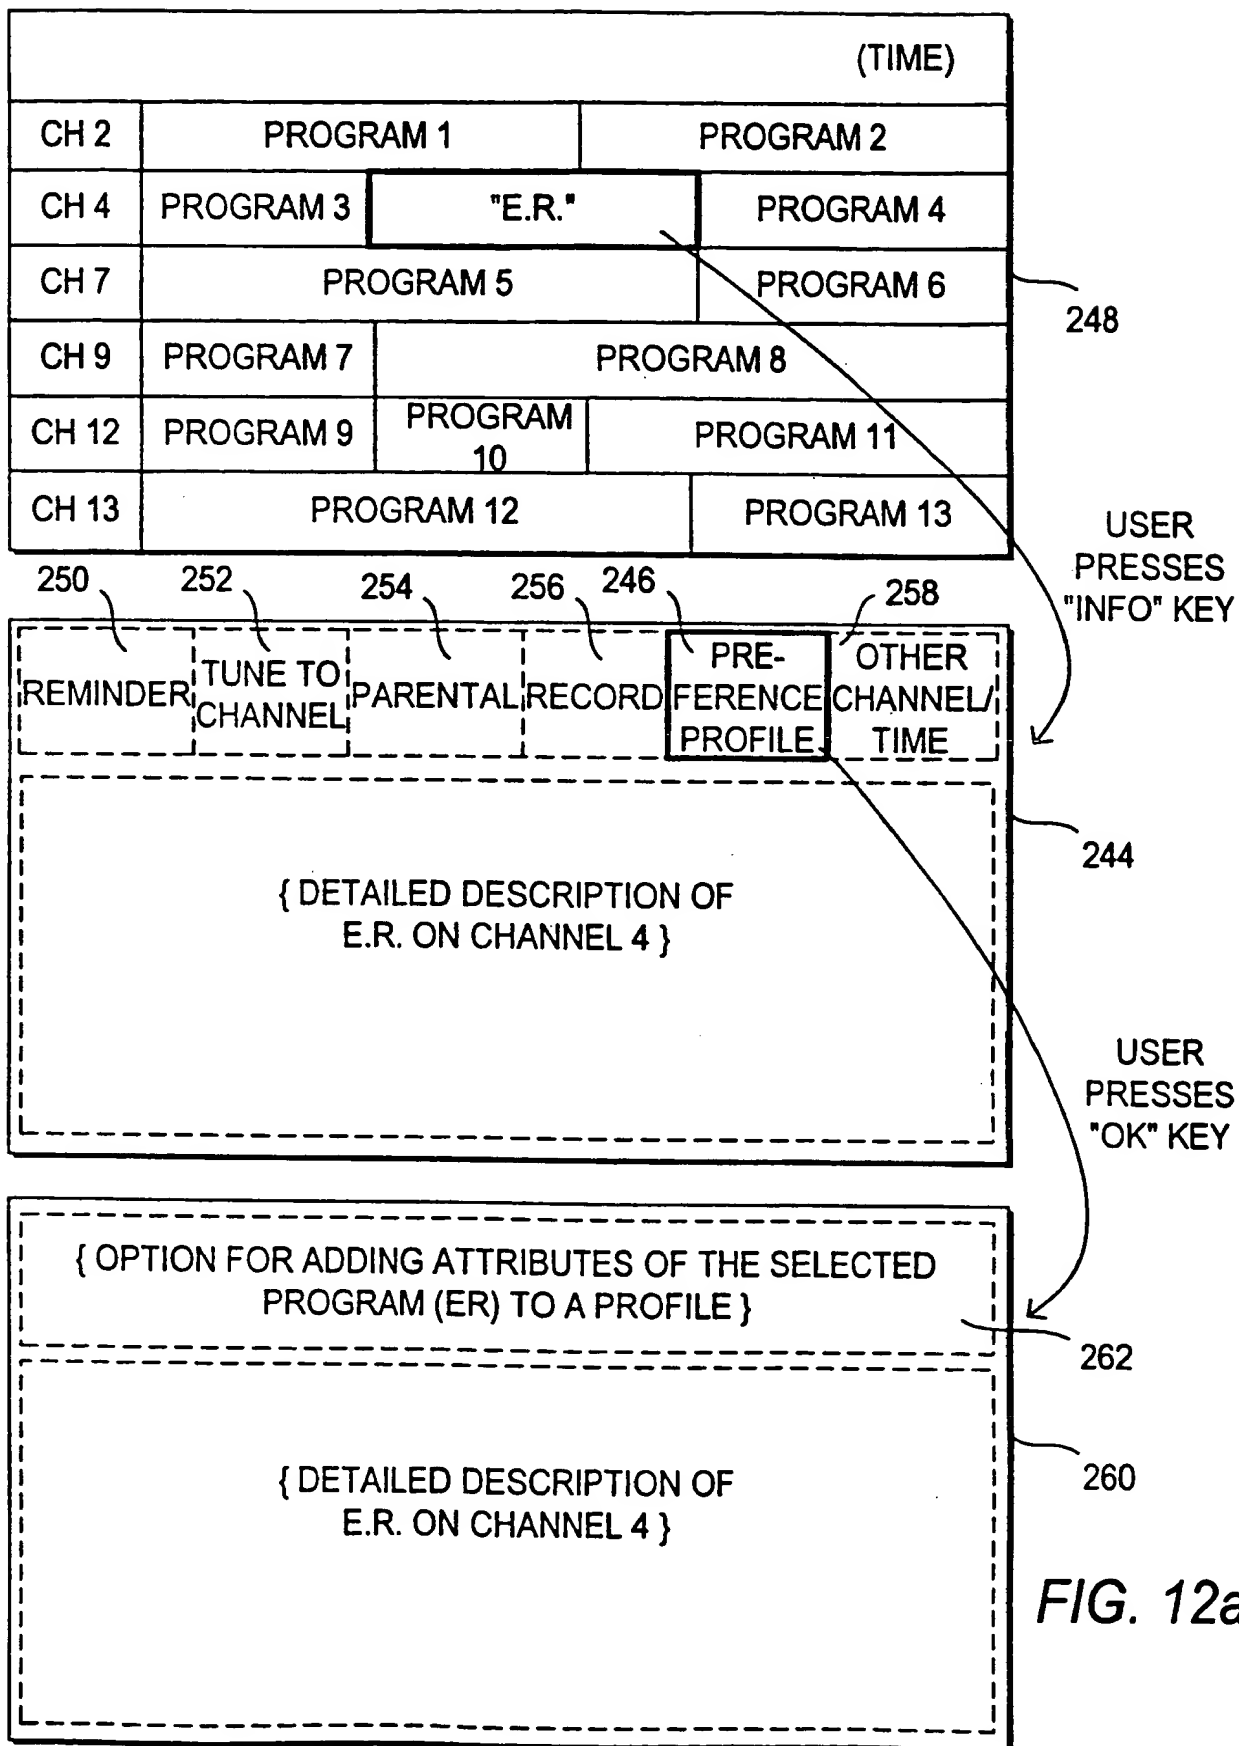 (TIME)
CH 2 PROGRAM 1 PROGRAM 2
CH 4 PROGRAM 3 "E.R." PROGRAM 4
CH 7 PROGRAM 5 PROGRAM 6
248
CH 9 PROGRAM 7 PROGRAM 8
CH 12 PROGRAM 9 PROGRAM
10 PROGRAM 11
CH 13 PROGRAM 12 PROGRAM 13
USER
PRESSES
"INFO" KEY
250 252 254 256 246 258
REMINDER
TUNE TO
CHANNEL
PARENTAL
RECORD
PRE-
FERENCE
PROFILE
OTHER
CHANNEL/
TIME
244
{ DETAILED DESCRIPTION OF
E.R. ON CHANNEL 4 }
USER
PRESSES
"OK" KEY
{ OPTION FOR ADDING ATTRIBUTES OF THE SELECTED
PROGRAM (ER) TO A PROFILE }
262
{ DETAILED DESCRIPTION OF
E.R. ON CHANNEL 4 }
260
FIG. 12a